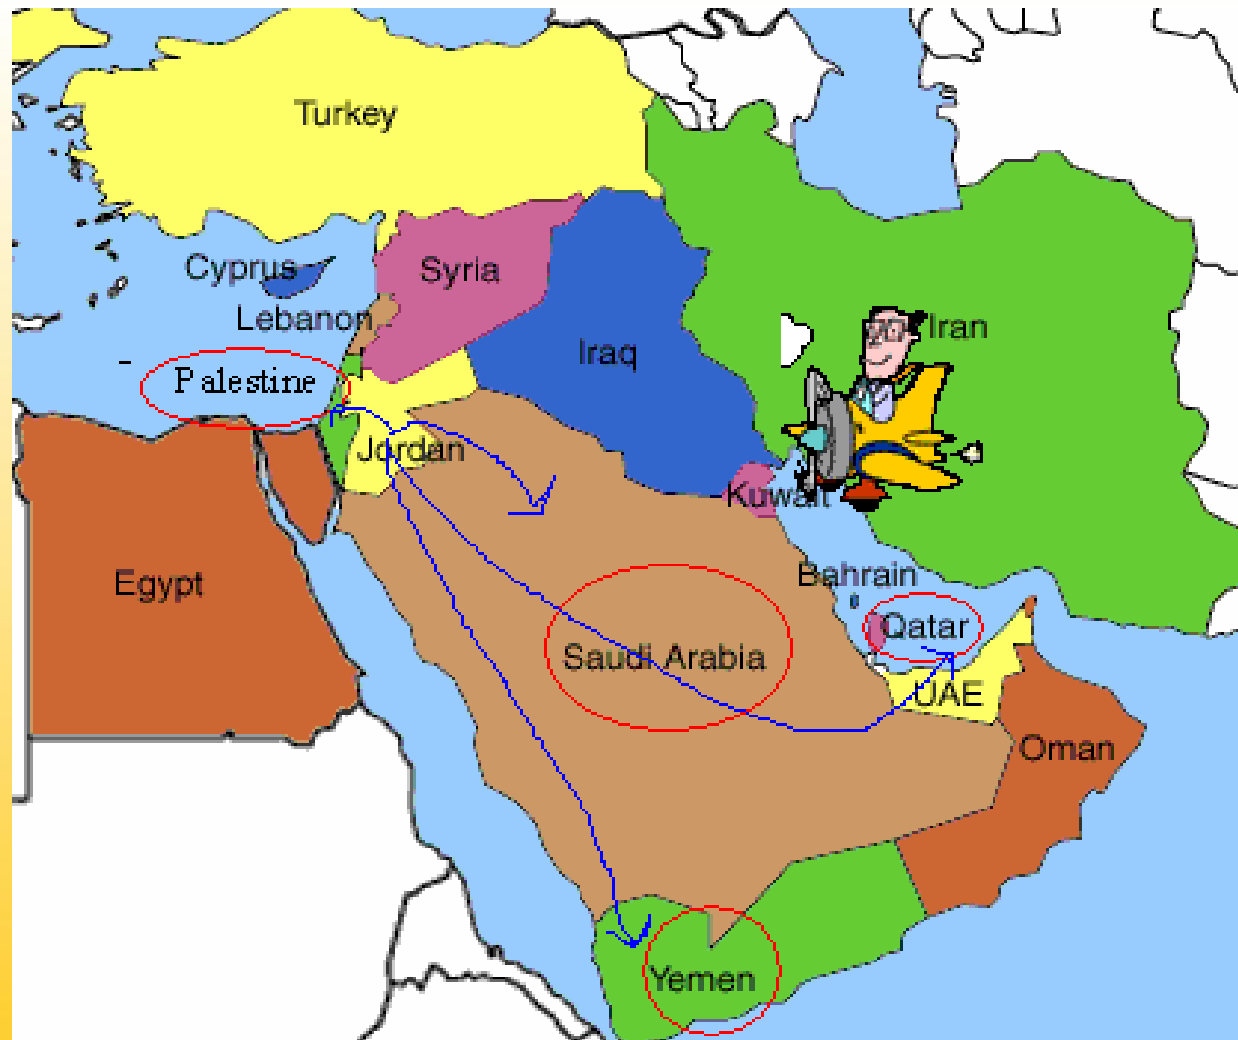 Turkey
Cyprus
Syria
Lebanon
Iran
Iraq
Palestine
Jordan
Kuwait
Egypt
Bahrain
Qatar
Saudi Arabia
UAE
Oman
Yemen